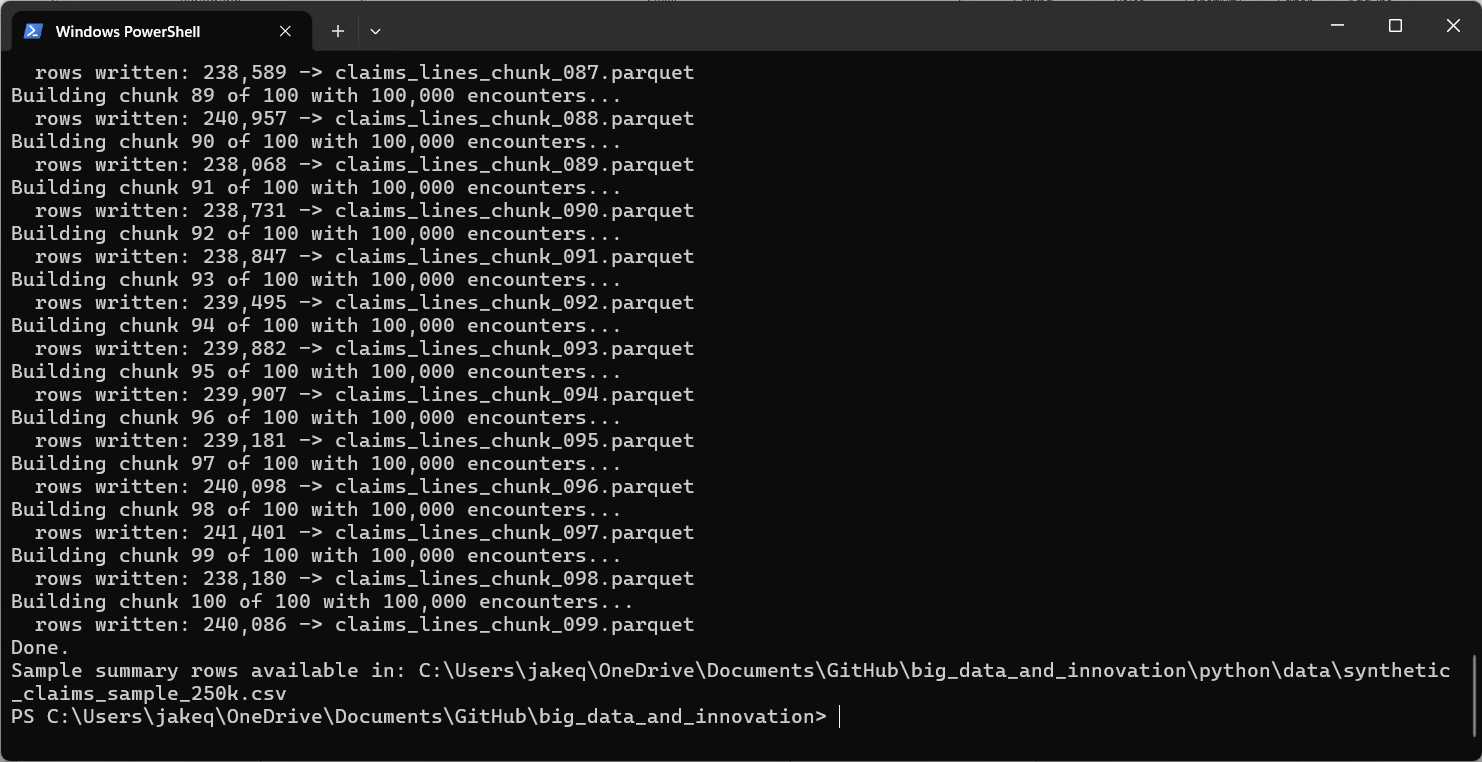 Windows PowerShell
  rows written: 238,589 -> claims_lines_chunk_087.parquet
Building chunk 89 of 100 with 100,000 encounters...
  rows written: 240,957 -> claims_lines_chunk_088.parquet
Building chunk 90 of 100 with 100,000 encounters...
  rows written: 238,068 -> claims_lines_chunk_089.parquet
Building chunk 91 of 100 with 100,000 encounters...
  rows written: 238,731 -> claims_lines_chunk_090.parquet
Building chunk 92 of 100 with 100,000 encounters...
  rows written: 238,847 -> claims_lines_chunk_091.parquet
Building chunk 93 of 100 with 100,000 encounters...
  rows written: 239,495 -> claims_lines_chunk_092.parquet
Building chunk 94 of 100 with 100,000 encounters...
  rows written: 239,882 -> claims_lines_chunk_093.parquet
Building chunk 95 of 100 with 100,000 encounters...
  rows written: 239,907 -> claims_lines_chunk_094.parquet
Building chunk 96 of 100 with 100,000 encounters...
  rows written: 239,181 -> claims_lines_chunk_095.parquet
Building chunk 97 of 100 with 100,000 encounters...
  rows written: 240,098 -> claims_lines_chunk_096.parquet
Building chunk 98 of 100 with 100,000 encounters...
  rows written: 241,401 -> claims_lines_chunk_097.parquet
Building chunk 99 of 100 with 100,000 encounters...
  rows written: 238,180 -> claims_lines_chunk_098.parquet
Building chunk 100 of 100 with 100,000 encounters...
  rows written: 240,086 -> claims_lines_chunk_099.parquet
Done.
Sample summary rows available in: C:\Users\jakeq\OneDrive\Documents\GitHub\big_data_and_innovation\python\data\synthetic
_claims_sample_250k.csv
PS C:\Users\jakeq\OneDrive\Documents\GitHub\big_data_and_innovation>